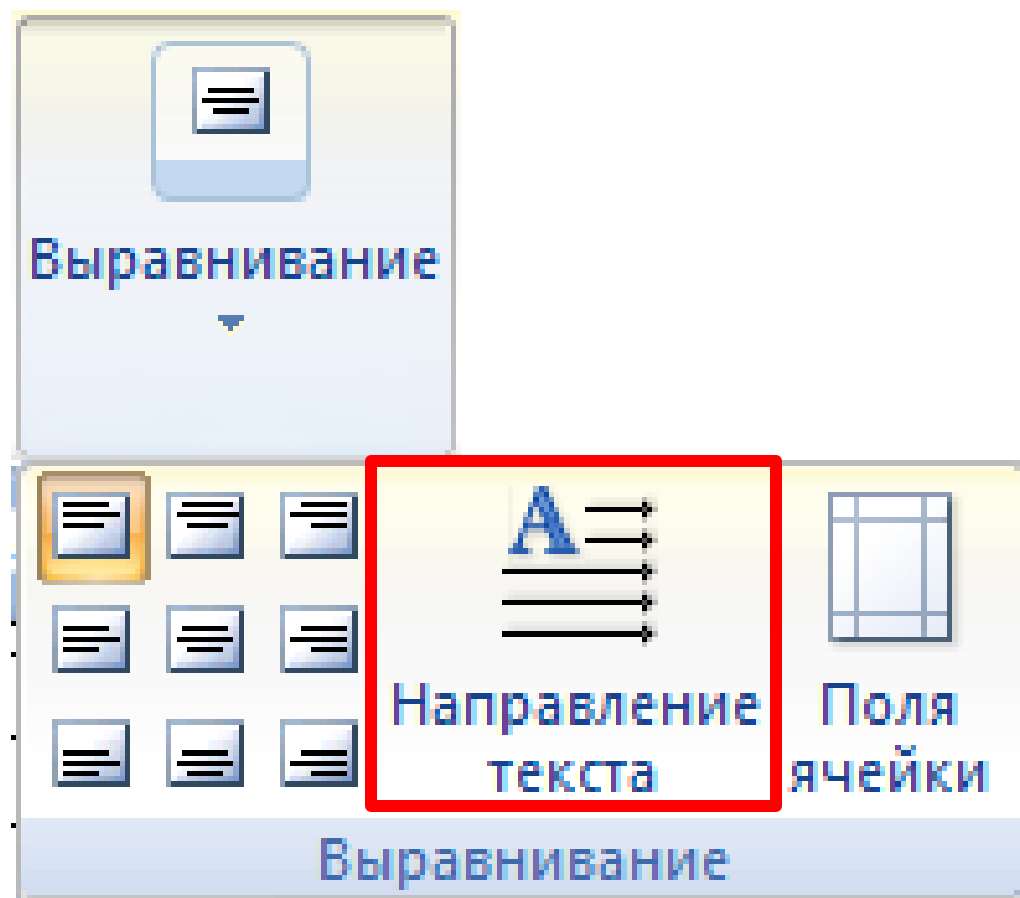 Выравнивание
Направление
текста
Поля
ячейки
Выравнивание